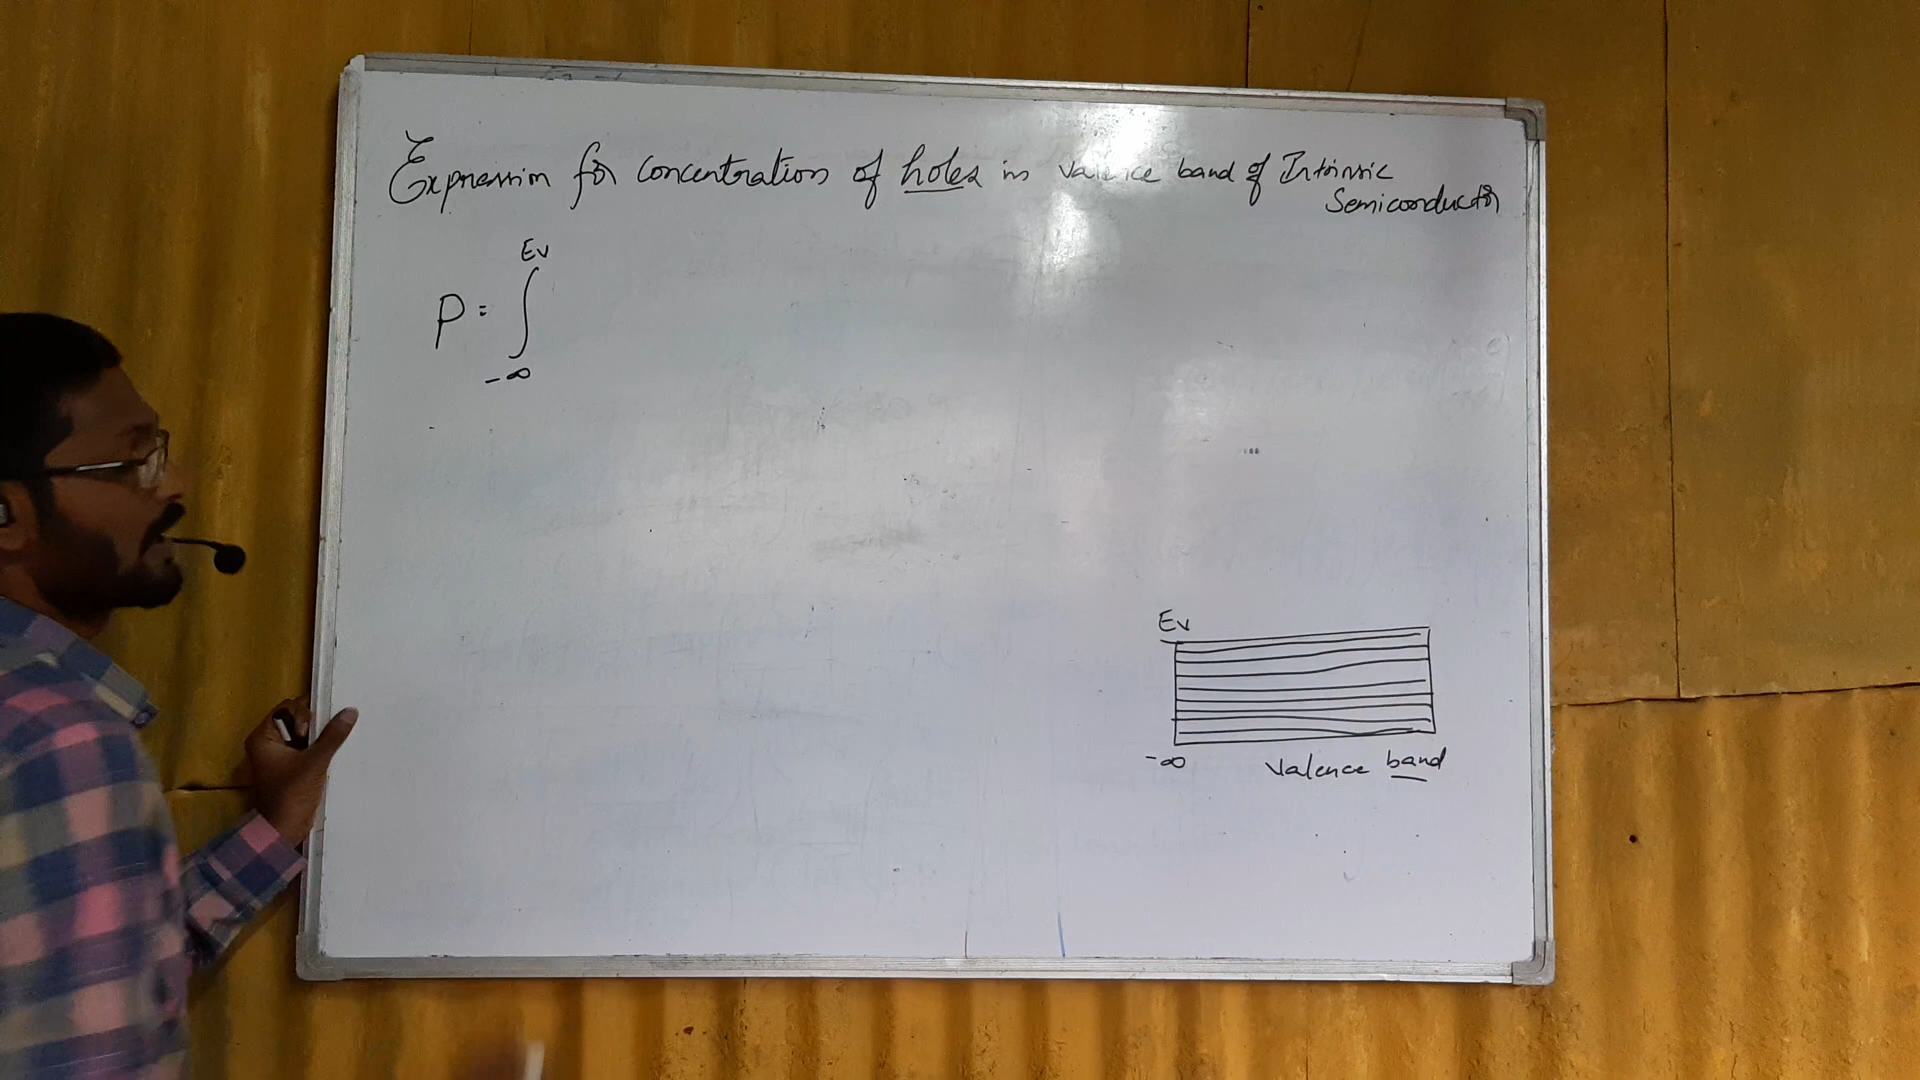 Expression for concentration of holes in valence band of Intrinsic
Semiconductor
Ev
P = ∫
-∞
Ev
-∞
Valence band